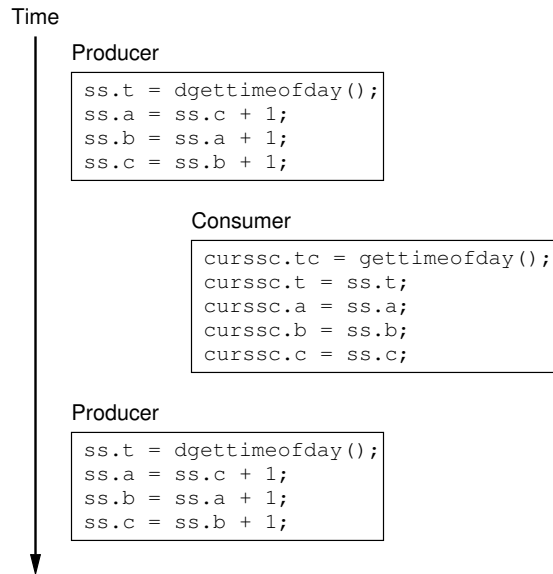 Time
Producer
ss.t = dgettimeofday();
ss.a = ss.c + 1;
ss.b = ss.a + 1;
ss.c = ss.b + 1;
Consumer
curssc.tc = gettimeofday();
curssc.t = ss.t;
curssc.a = ss.a;
curssc.b = ss.b;
curssc.c = ss.c;
Producer
ss.t = dgettimeofday();
ss.a = ss.c + 1;
ss.b = ss.a + 1;
ss.c = ss.b + 1;